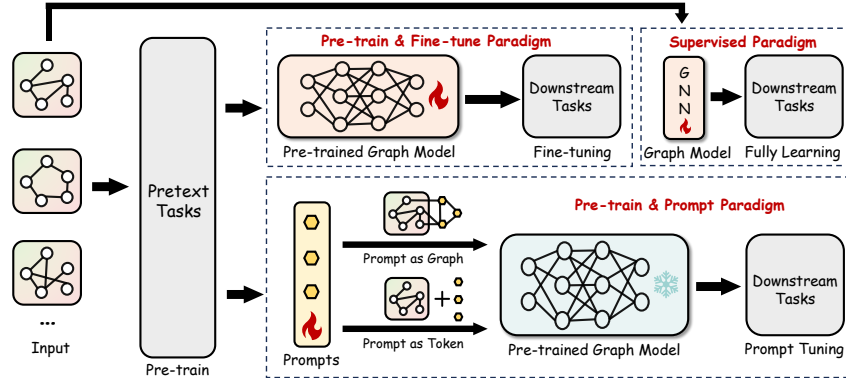 Pre-train & Fine-tune Paradigm
Supervised Paradigm
G
N
N
Downstream
Tasks
Downstream
Tasks
Pre-trained Graph Model
Fine-tuning
Graph Model
Fully Learning
Pretext
Tasks
Pre-train & Prompt Paradigm
Prompt as Graph
Downstream
Tasks
+
Prompt as Token
...
Input
Pre-train
Prompts
Pre-trained Graph Model
Prompt Tuning